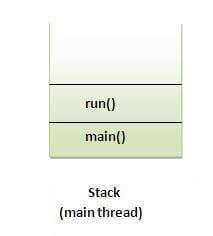 run()
main()
Stack
(main thread)